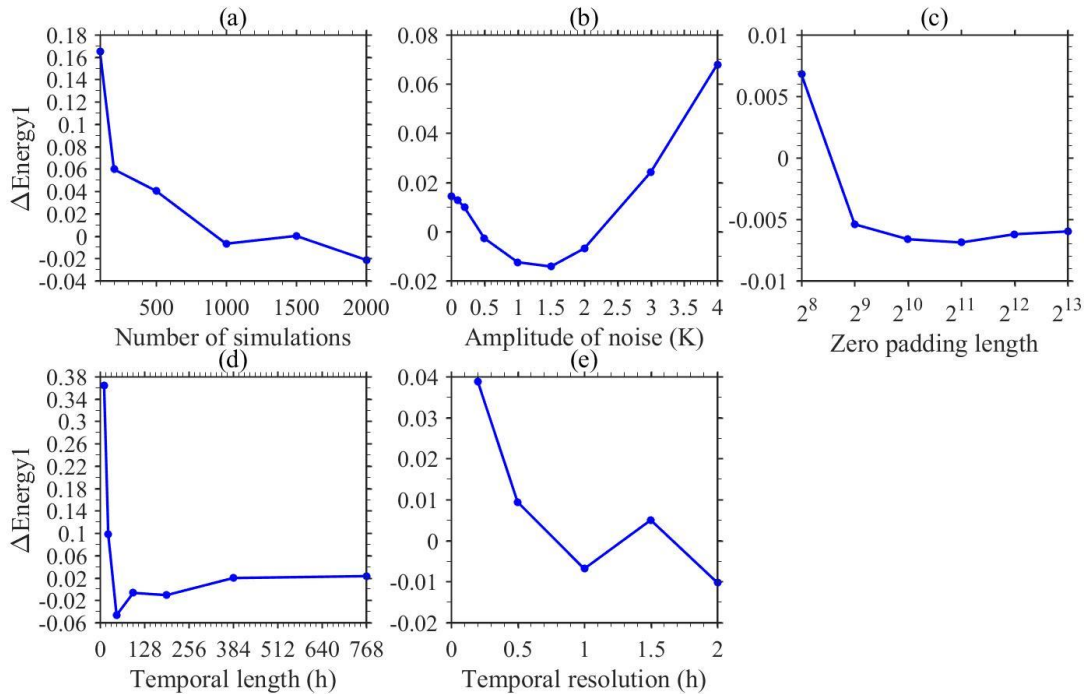 (a)
0.18
0.16
0.14
0.12
0.1
0.08
0.06
0.04
0.02
0
-0.02
-0.04
500 1000 1500 2000
Number of simulations
ΔEnergy1
(b)
0.08
0.06
0.04
0.02
0
-0.02
0 0.5 1 1.5 2 2.5 3 3.5 4
Amplitude of noise (K)
(c)
0.01
0.005
0
-0.005
-0.01
2^8 2^9 2^10 2^11 2^12 2^13
Zero padding length
(d)
0.38
0.34
0.3
0.26
0.22
0.18
0.14
0.1
0.06
0.02
-0.02
-0.06
0 128 256 384 512 640 768
Temporal length (h)
ΔEnergy1
(e)
0.04
0.03
0.02
0.01
0
-0.01
-0.02
0 0.5 1 1.5 2
Temporal resolution (h)